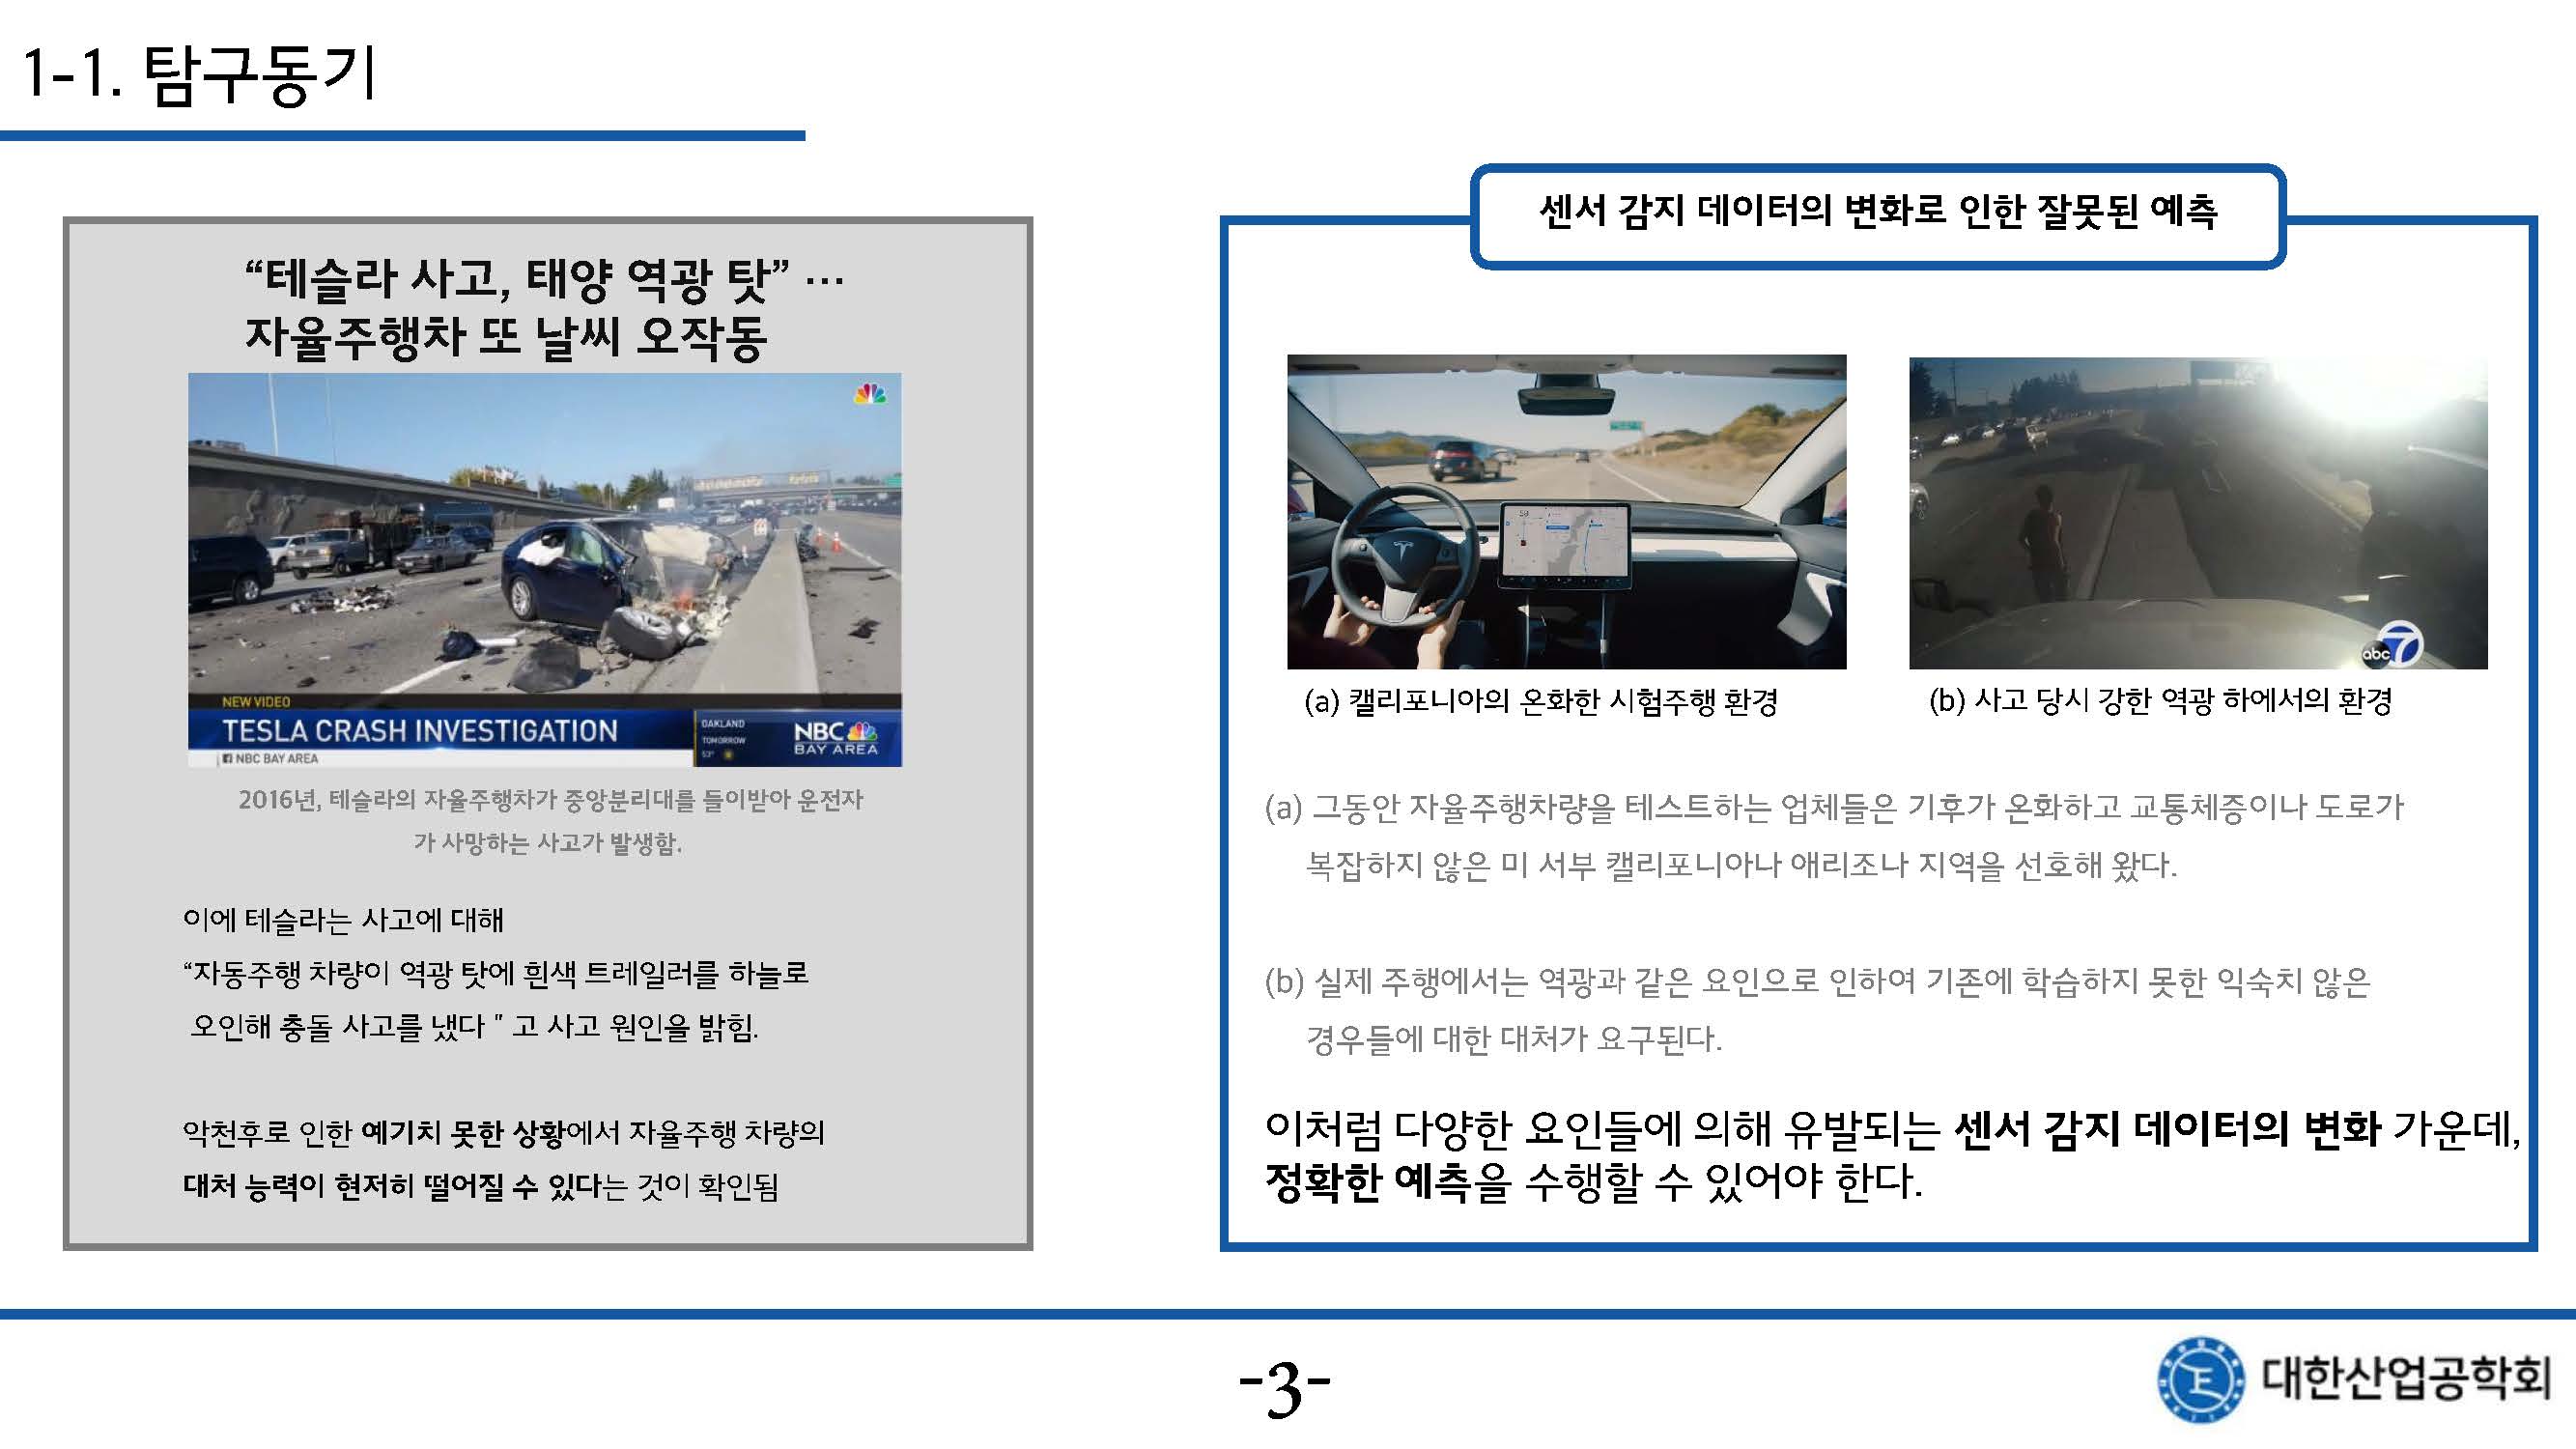 1-1. 탐구동기
“테슬라 사고, 태양 역광 탓” …
자율주행차 또 날씨 오작동
NEW VIDEO
TESLA CRASH INVESTIGATION
OAKLAND
TOMORROW
53°
NBC
BAY AREA
NBC BAY AREA
2016년, 테슬라의 자율주행차가 중앙분리대를 들이받아 운전자
가 사망하는 사고가 발생함.
이에 테슬라는 사고에 대해
“자동주행 차량이 역광 탓에 흰색 트레일러를 하늘로
오인해 충돌 사고를 냈다 " 고 사고 원인을 밝힘.
악천후로 인한 예기치 못한 상황에서 자율주행 차량의
대처 능력이 현저히 떨어질 수 있다는 것이 확인됨
센서 감지 데이터의 변화로 인한 잘못된 예측
abc 7
(a) 캘리포니아의 온화한 시험주행 환경
(b) 사고 당시 강한 역광 하에서의 환경
(a) 그동안 자율주행차량을 테스트하는 업체들은 기후가 온화하고 교통체증이나 도로가
복잡하지 않은 미 서부 캘리포니아나 애리조나 지역을 선호해 왔다.
(b) 실제 주행에서는 역광과 같은 요인으로 인하여 기존에 학습하지 못한 익숙치 않은
경우들에 대한 대처가 요구된다.
이처럼 다양한 요인들에 의해 유발되는 센서 감지 데이터의 변화 가운데,
정확한 예측을 수행할 수 있어야 한다.
-3-
대한산업공학회